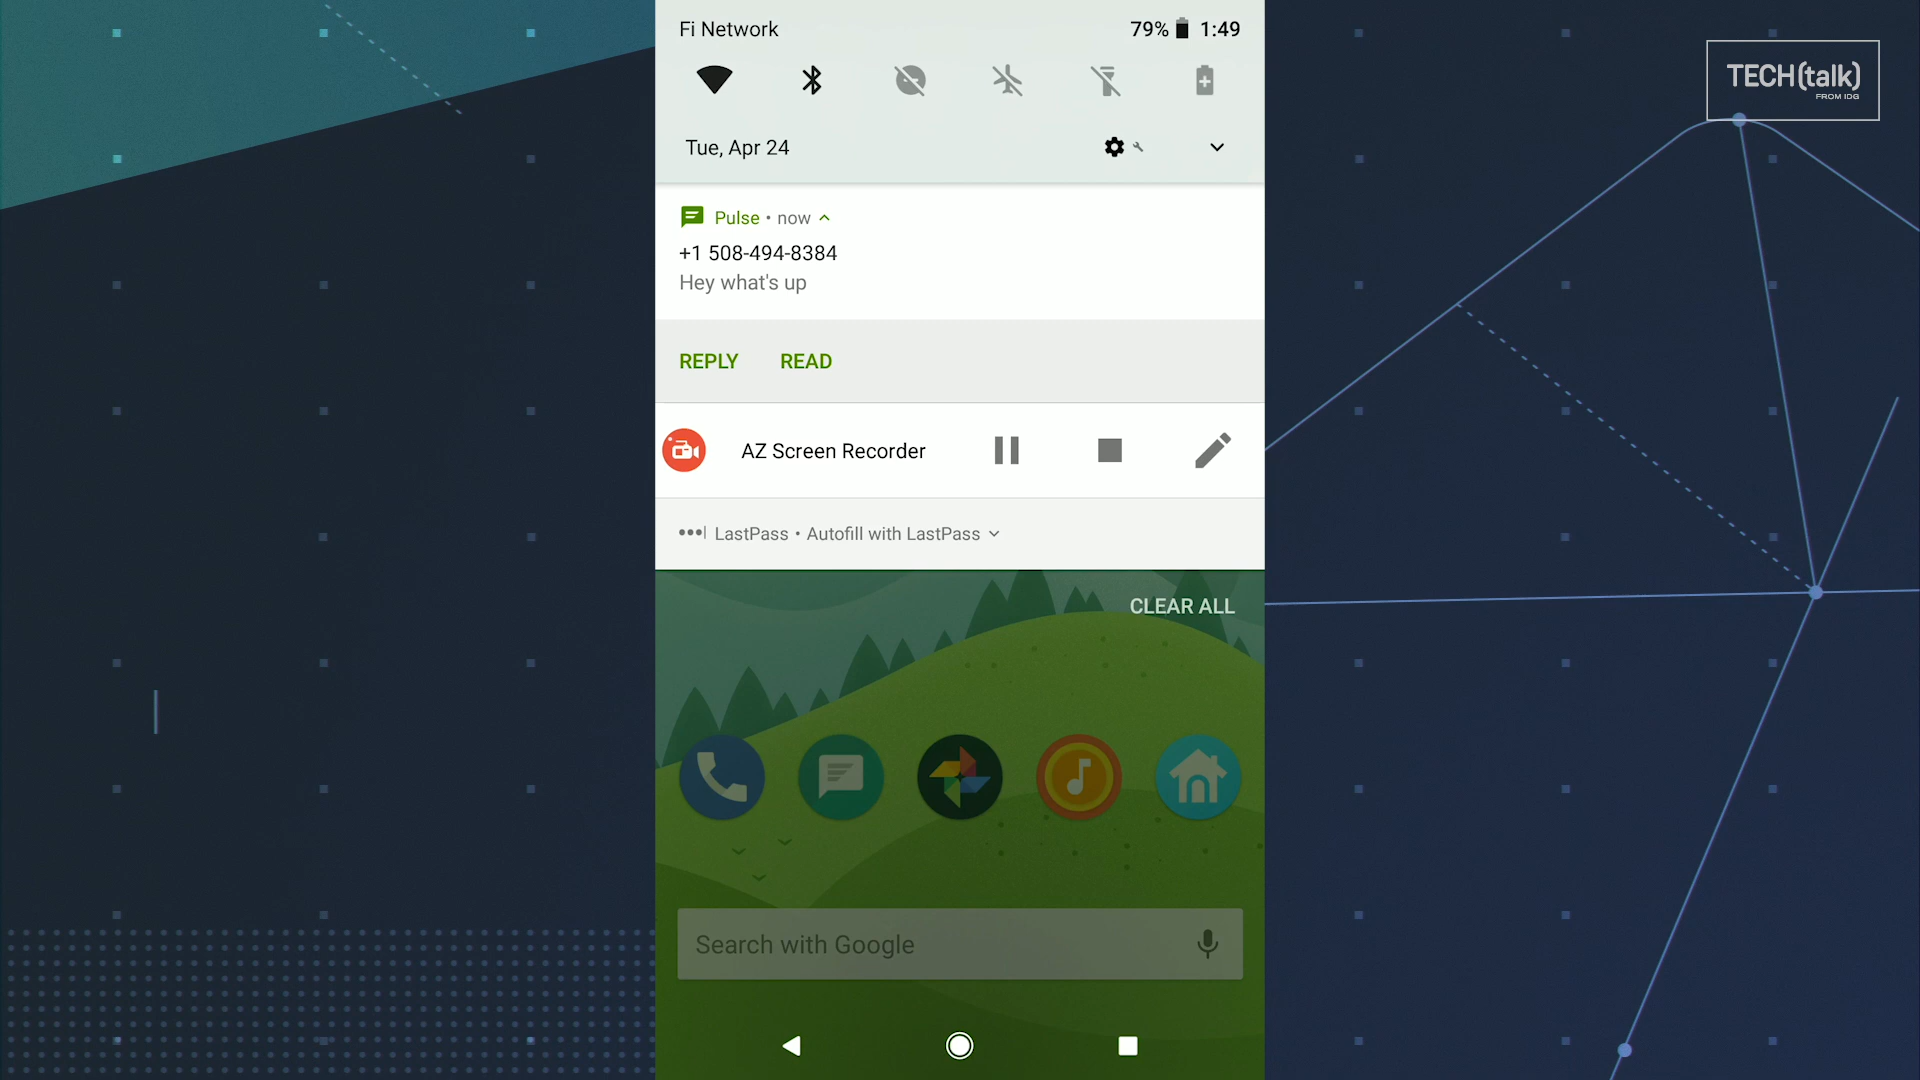 Fi Network
79% 1:49
TECH(talk)
FROM IDG
Tue, Apr 24
Pulse • now
+1 508-494-8384
Hey what's up
REPLY READ
AZ Screen Recorder
LastPass • Autofill with LastPass
CLEAR ALL
Search with Google